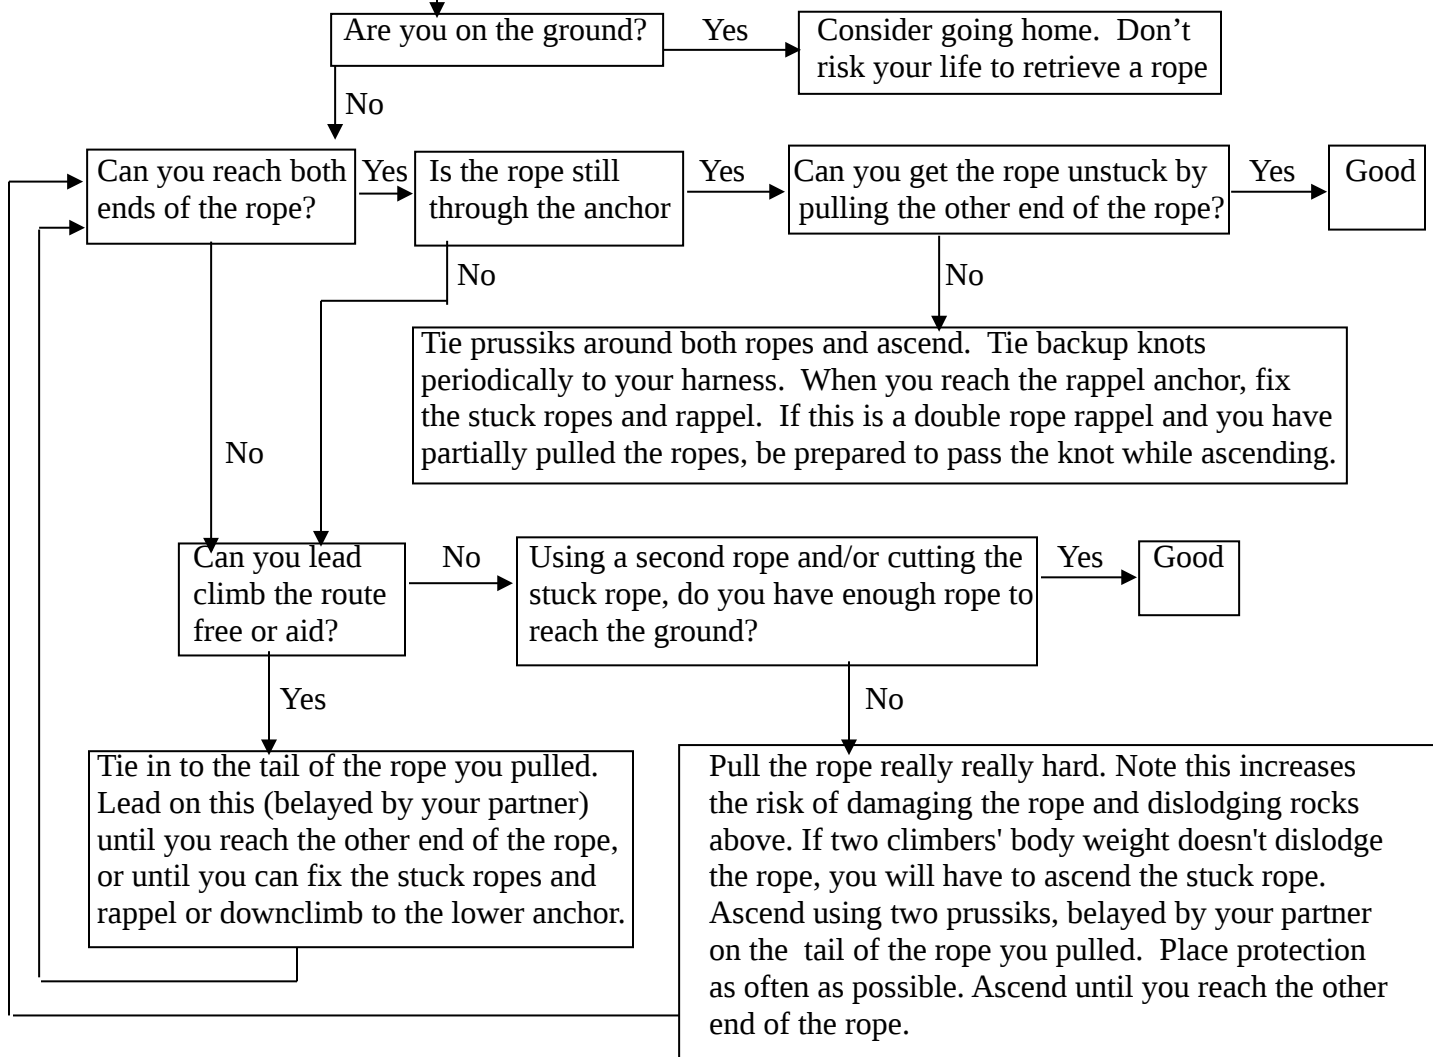 Are you on the ground?
Yes
Consider going home.  Don’t
risk your life to retrieve a rope
No
Can you reach both
ends of the rope?
Yes
Is the rope still
through the anchor
Yes
Can you get the rope unstuck by
pulling the other end of the rope?
Yes
Good
No
No
Tie prussiks around both ropes and ascend.  Tie backup knots
periodically to your harness.  When you reach the rappel anchor, fix
the stuck ropes and rappel.  If this is a double rope rappel and you have
partially pulled the ropes, be prepared to pass the knot while ascending.
No
Can you lead
climb the route
free or aid?
No
Using a second rope and/or cutting the
stuck rope, do you have enough rope to
reach the ground?
Yes
Good
Yes
No
Tie in to the tail of the rope you pulled.
Lead on this (belayed by your partner)
until you reach the other end of the rope,
or until you can fix the stuck ropes and
rappel or downclimb to the lower anchor.
Pull the rope really really hard. Note this increases
the risk of damaging the rope and dislodging rocks
above. If two climbers' body weight doesn't dislodge
the rope, you will have to ascend the stuck rope.
Ascend using two prussiks, belayed by your partner
on the  tail of the rope you pulled.  Place protection
as often as possible. Ascend until you reach the other
end of the rope.